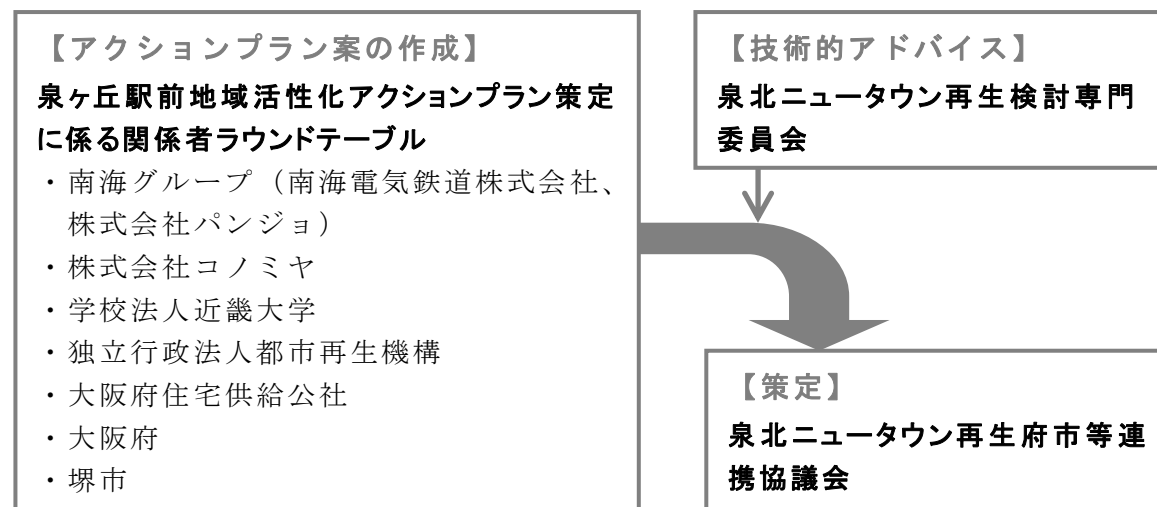 【アクションプラン案の作成】
泉ヶ丘駅前地域活性化アクションプラン策定
に係る関係者ラウンドテーブル
・南海グループ（南海電気鉄道株式会社、
株式会社パンジョ）
・株式会社コノミヤ
・学校法人近畿大学
・独立行政法人都市再生機構
・大阪府住宅供給公社
・大阪府
・堺市
【技術的アドバイス】
泉北ニュータウン再生検討専門
委員会
【策定】
泉北ニュータウン再生府市等連
携協議会